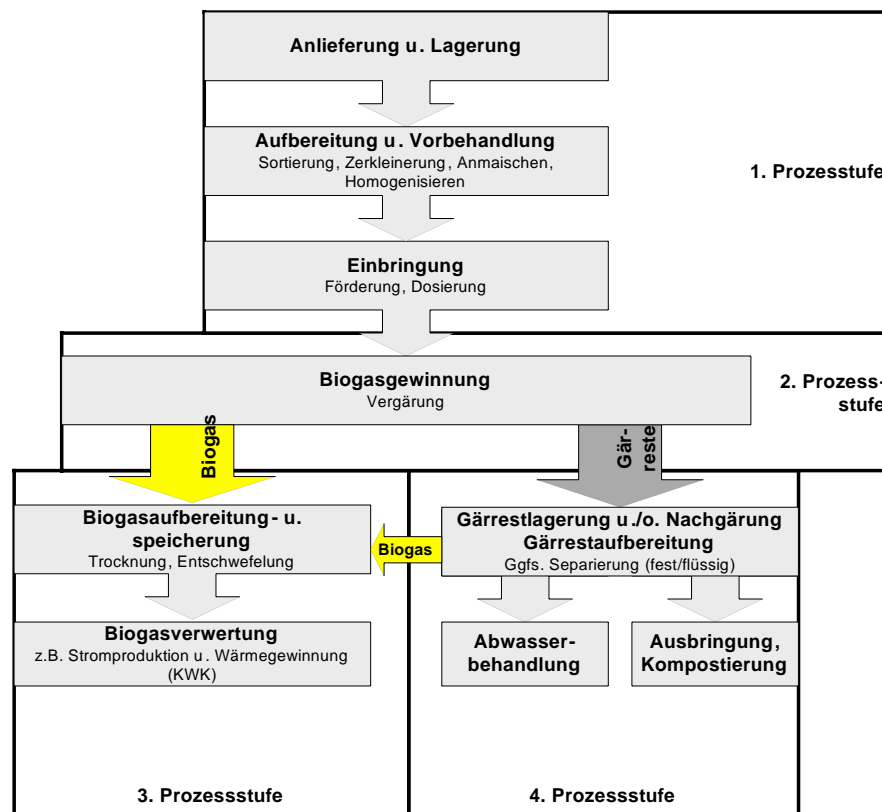 Anlieferung u. Lagerung
Aufbereitung u. Vorbehandlung
Sortierung, Zerkleinerung, Anmaischen,
Homogenisieren
1. Prozesstufe
Einbringung
Förderung, Dosierung
Biogasgewinnung
Vergärung
2. Prozess-
stufe
Biogas
Gär-
reste
Biogasaufbereitung- u.
speicherung
Trocknung, Entschwefelung
Biogas
Gärrestlagerung u./o. Nachgärung
Gärrestaufbereitung
Ggfs. Separierung (fest/flüssig)
Biogasverwertung
z.B. Stromproduktion u. Wärmegewinnung
(KWK)
Abwasser-
behandlung
Ausbringung,
Kompostierung
3. Prozessstufe
4. Prozessstufe